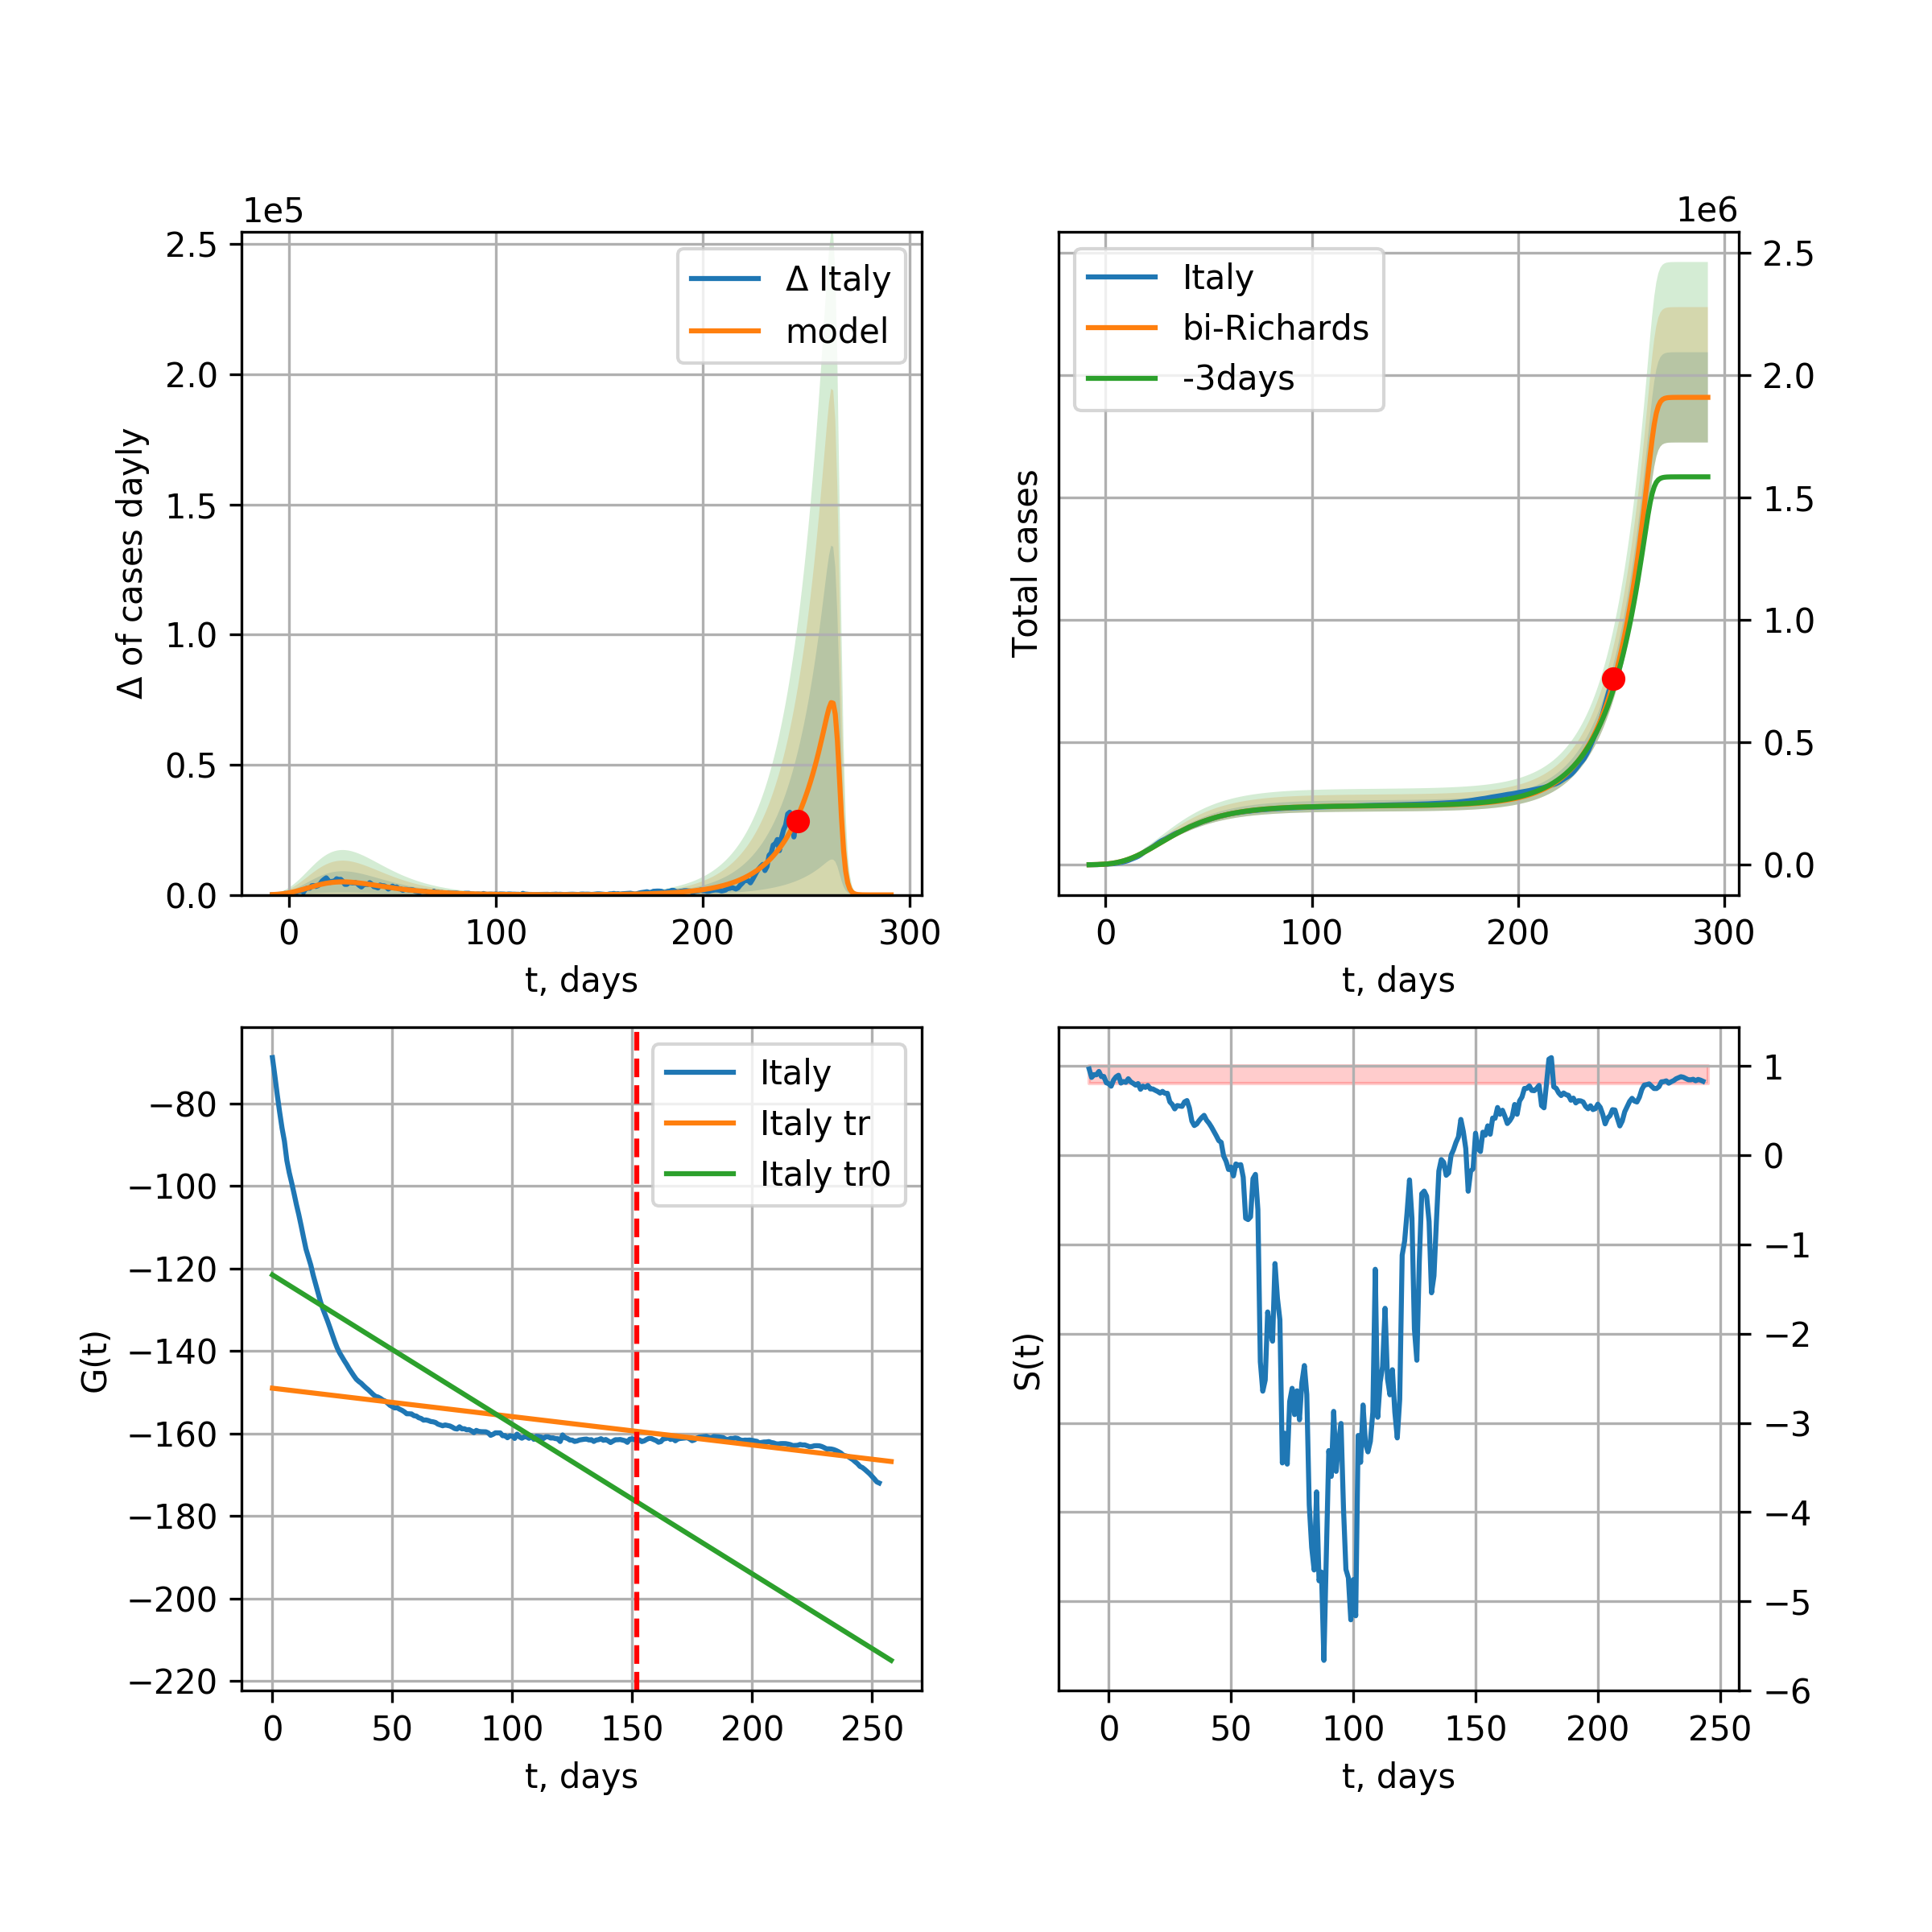 1e5
2.5
2.0
1.5
1.0
0.5
0.0
Δ of cases dayly
Δ Italy
model
0 100 200 300
t, days
1e6
Italy
bi-Richards
-3days
Total cases
2.5
2.0
1.5
1.0
0.5
0.0
0 100 200 300
t, days
G(t)
−80
−100
−120
−140
−160
−180
−200
−220
Italy
Italy tr
Italy tr0
0 50 100 150 200 250
t, days
S(t)
1
0
−1
−2
−3
−4
−5
−6
0 50 100 150 200 250
t, days